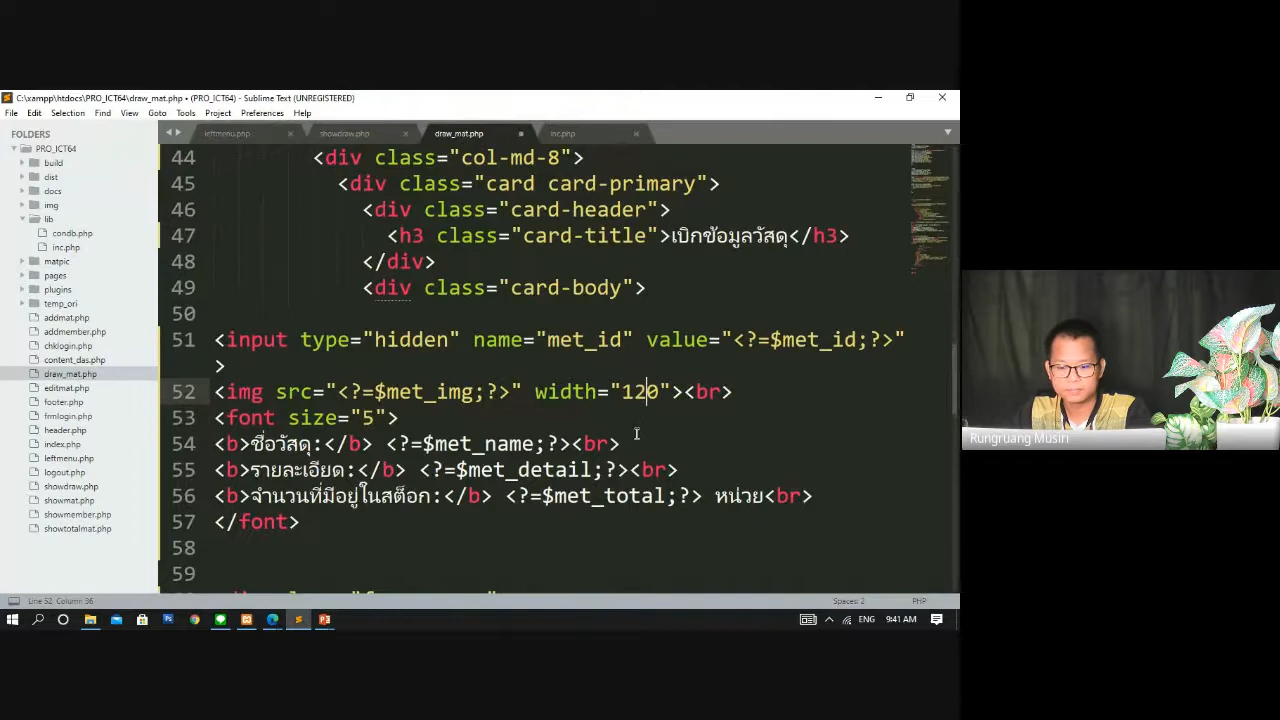 C:\xampp\htdocs\PRO_ICT64\draw_mat.php • (PRO_ICT64) - Sublime Text (UNREGISTERED)
File Edit Selection Find View Goto Tools Project Preferences Help
FOLDERS
PRO_ICT64
build
dist
docs
img
lib
condb.php
inc.php
matpic
pages
plugins
temp_ori
addmat.php
addmember.php
chklogin.php
content_das.php
draw_mat.php
editmat.php
footer.php
frmlogin.php
header.php
index.php
leftmenu.php
logout.php
showdraw.php
showmat.php
showmember.php
showtotalmat.php
leftmenu.php showdraw.php draw_mat.php inc.php
44 <div class="col-md-8">
45 <div class="card card-primary">
46 <div class="card-header">
47 <h3 class="card-title">เบิกข้อมูลวัสดุ</h3>
48 </div>
49 <div class="card-body">
50
51 <input type="hidden" name="met_id" value="<?=$met_id;?>"
>
52 <img src="<?=$met_img;?>" width="120"><br>
53 <font size="5">
54 <b>ชื่อวัสดุ:</b> <?=$met_name;?><br>
55 <b>รายละเอียด:</b> <?=$met_detail;?><br>
56 <b>จำนวนที่มีอยู่ในสต็อก:</b> <?=$met_total;?> หน่วย<br>
57 </font>
58
59
Line 52, Column 36 Spaces: 2 PHP
ENG 9:41 AM
Rungruang Musiri